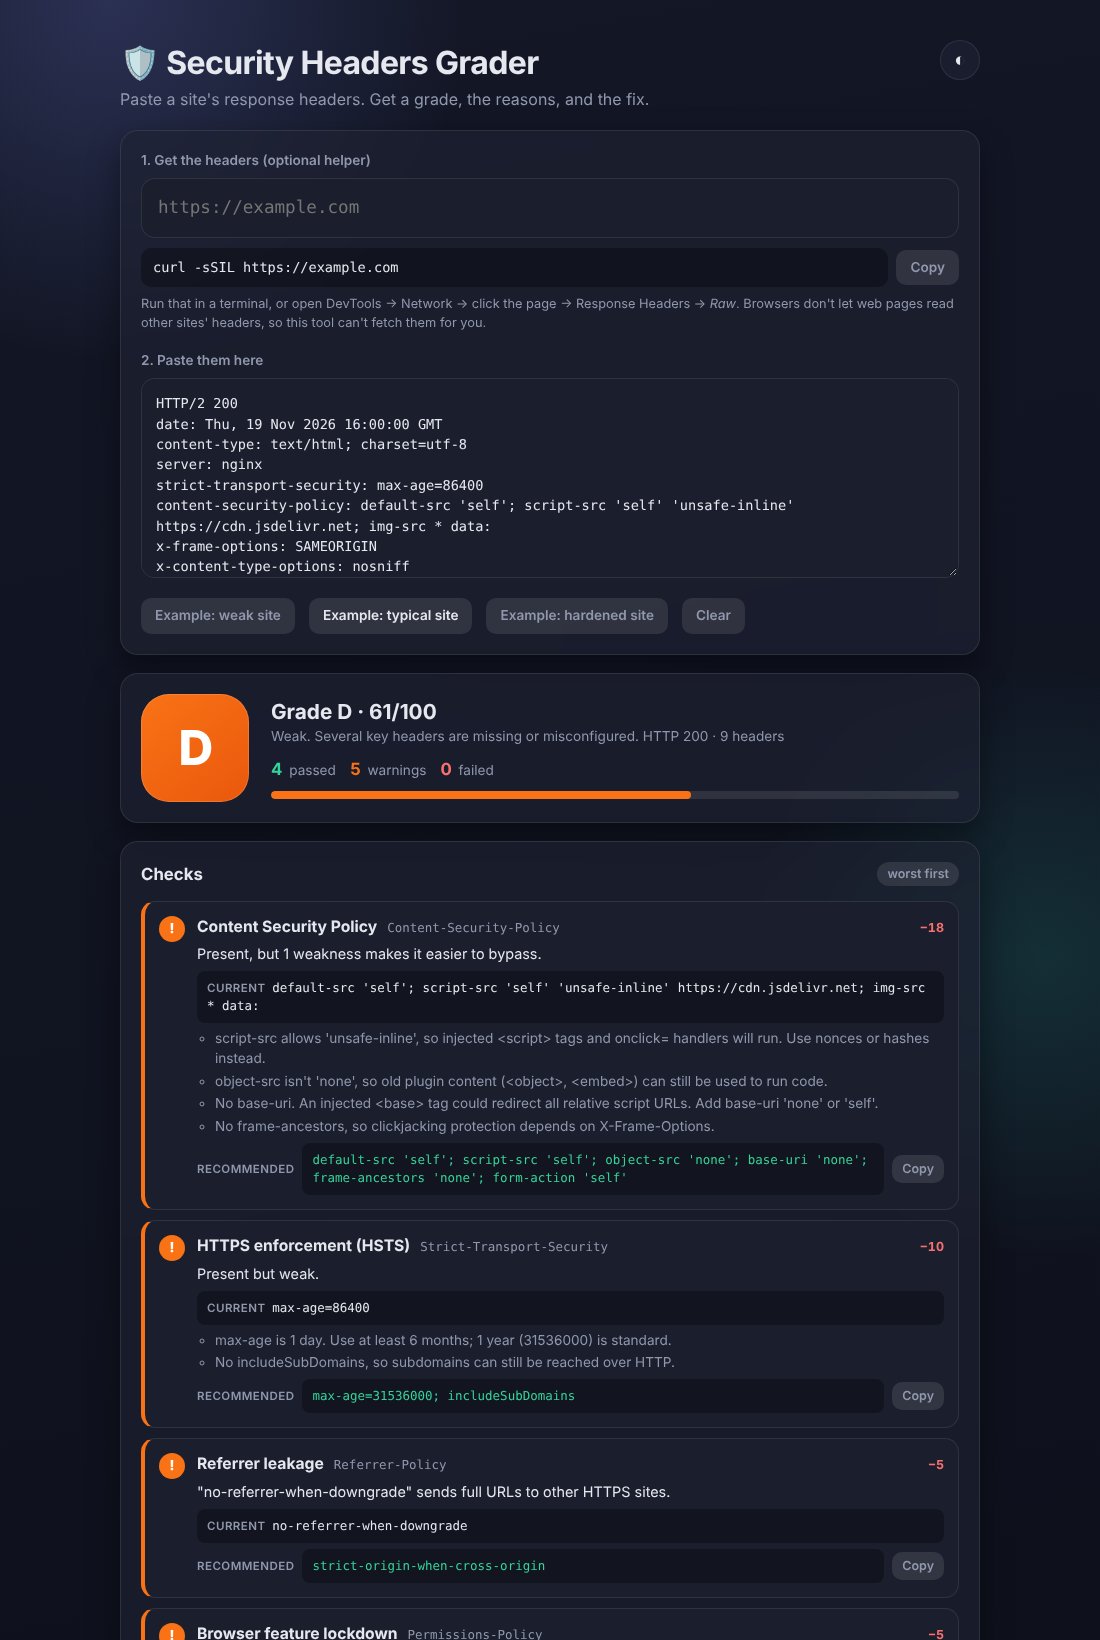 Security Headers Grader
Paste a site's response headers. Get a grade, the reasons, and the fix.
1. Get the headers (optional helper)
https://example.com
curl -sSIL https://example.com
Copy
Run that in a terminal, or open DevTools → Network → click the page → Response Headers → Raw. Browsers don't let web pages read
other sites' headers, so this tool can't fetch them for you.
2. Paste them here
HTTP/2 200
date: Thu, 19 Nov 2026 16:00:00 GMT
content-type: text/html; charset=utf-8
server: nginx
strict-transport-security: max-age=86400
content-security-policy: default-src 'self'; script-src 'self' 'unsafe-inline'
https://cdn.jsdelivr.net; img-src * data:
x-frame-options: SAMEORIGIN
x-content-type-options: nosniff
Example: weak site
Example: typical site
Example: hardened site
Clear
D
Grade D · 61/100
Weak. Several key headers are missing or misconfigured. HTTP 200 · 9 headers
4 passed 5 warnings 0 failed
Checks
worst first
! Content Security Policy Content-Security-Policy −18
Present, but 1 weakness makes it easier to bypass.
CURRENT default-src 'self'; script-src 'self' 'unsafe-inline' https://cdn.jsdelivr.net; img-src
* data:
◦ script-src allows 'unsafe-inline', so injected <script> tags and onclick= handlers will run. Use nonces or hashes
instead.
◦ object-src isn't 'none', so old plugin content (<object>, <embed>) can still be used to run code.
◦ No base-uri. An injected <base> tag could redirect all relative script URLs. Add base-uri 'none' or 'self'.
◦ No frame-ancestors, so clickjacking protection depends on X-Frame-Options.
RECOMMENDED
default-src 'self'; script-src 'self'; object-src 'none'; base-uri 'none';
frame-ancestors 'none'; form-action 'self'
Copy
! HTTPS enforcement (HSTS) Strict-Transport-Security −10
Present but weak.
CURRENT max-age=86400
◦ max-age is 1 day. Use at least 6 months; 1 year (31536000) is standard.
◦ No includeSubDomains, so subdomains can still be reached over HTTP.
RECOMMENDED max-age=31536000; includeSubDomains Copy
! Referrer leakage Referrer-Policy −5
"no-referrer-when-downgrade" sends full URLs to other HTTPS sites.
CURRENT no-referrer-when-downgrade
RECOMMENDED strict-origin-when-cross-origin Copy
! Browser feature lockdown Permissions-Policy −5